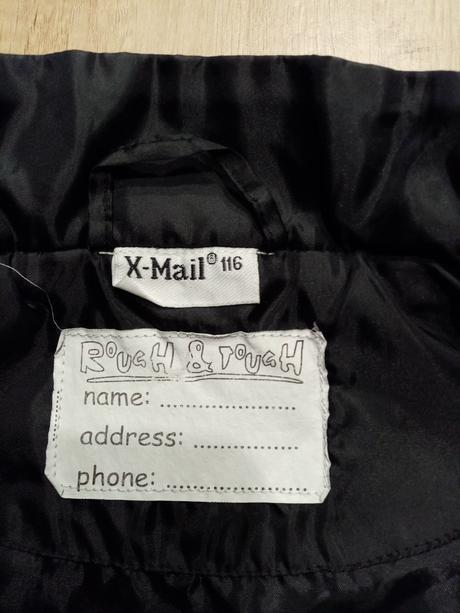 X-Mail® 116
ROUGH & TOUGH
name: ........................
address: ..................
phone: ........................